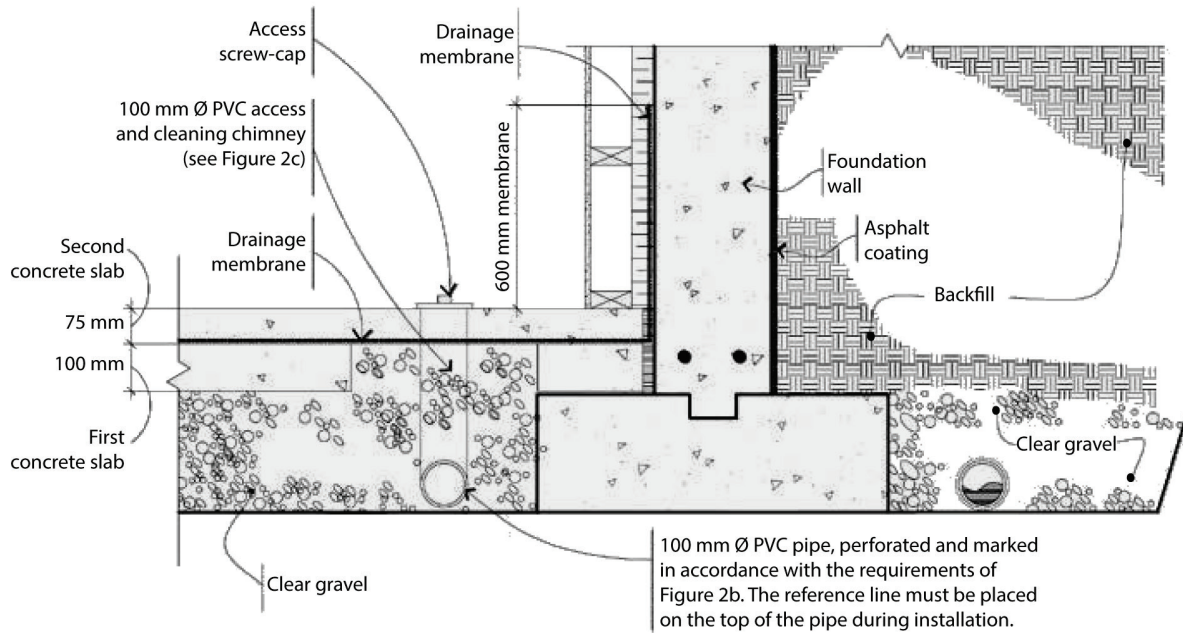 Access
screw-cap
Drainage
membrane
100 mm Ø PVC access
and cleaning chimney
(see Figure 2c)
600 mm membrane
Foundation
wall
Drainage
membrane
Asphalt
coating
Second
concrete slab
75 mm
Backfill
100 mm
First
concrete slab
Clear gravel
100 mm Ø PVC pipe, perforated and marked
in accordance with the requirements of
Figure 2b. The reference line must be placed
on the top of the pipe during installation.
Clear gravel